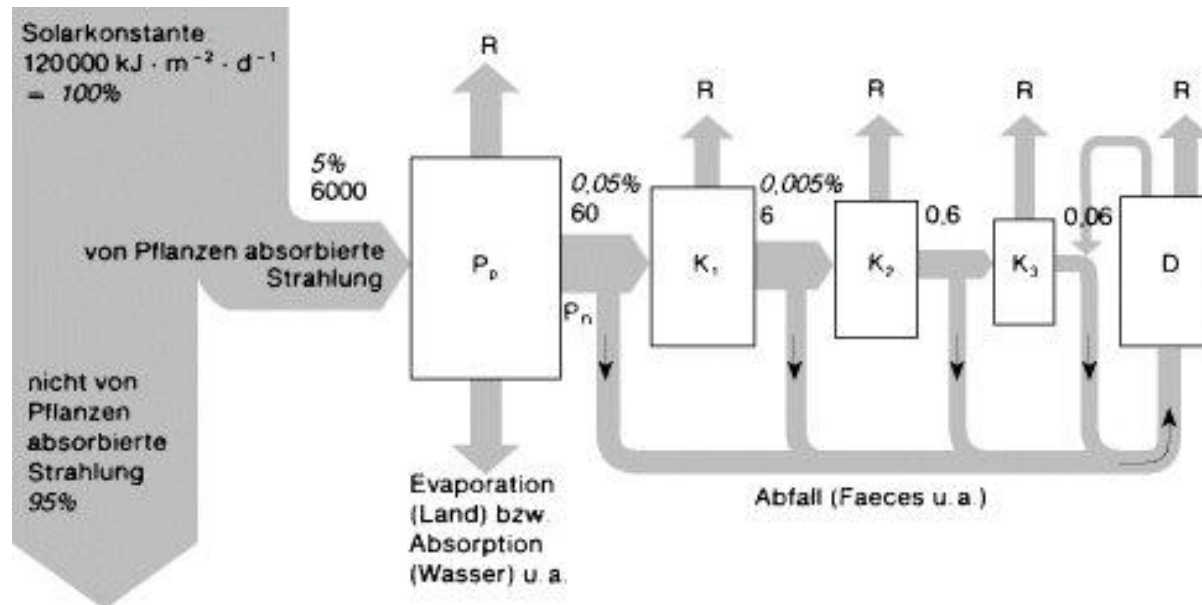 Solarkonstante
120000 kJ · m⁻² · d⁻¹
= 100%
5%
6000
von Pflanzen absorbierte
Strahlung
nicht von
Pflanzen
absorbierte
Strahlung
95%
R
Pp
Evaporation
(Land) bzw.
Absorption
(Wasser) u. a.
0,05%
60
Pn
R
K₁
0,005%
6
R
K₂
0,6
R
K₃
0,06
R
D
Abfall (Faeces u. a.)